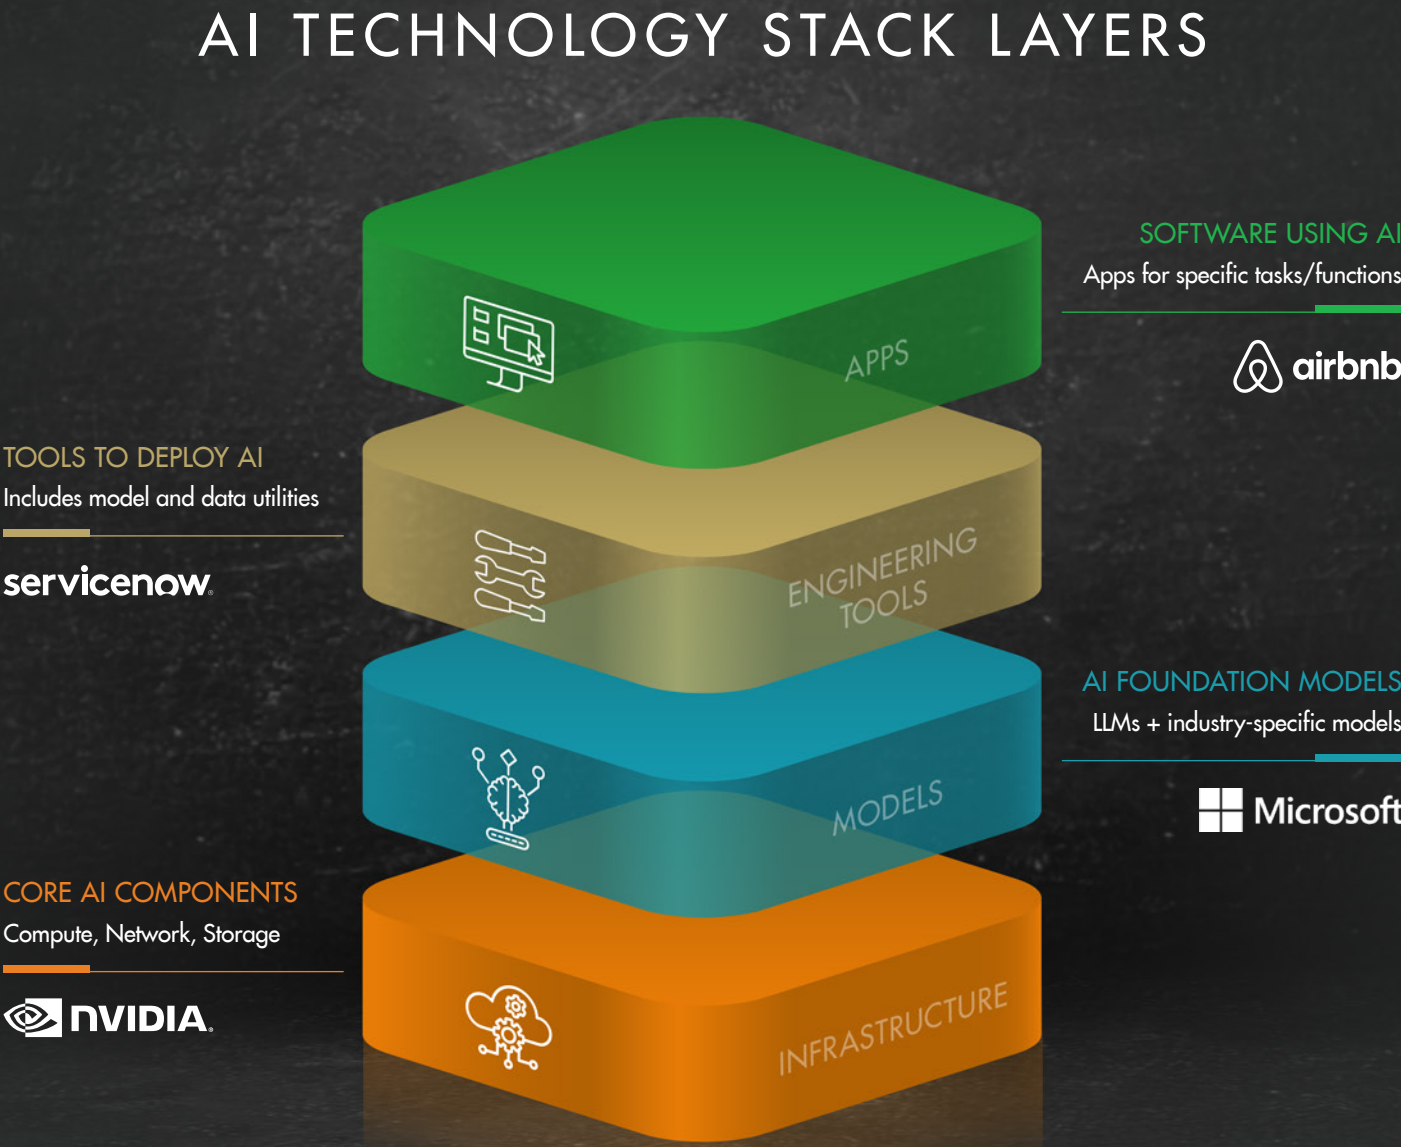 AI TECHNOLOGY STACK LAYERS
SOFTWARE USING AI
Apps for specific tasks/functions
airbnb
APPS
TOOLS TO DEPLOY AI
Includes model and data utilities
servicenow®
ENGINEERING
TOOLS
AI FOUNDATION MODELS
LLMs + industry-specific models
Microsoft
MODELS
CORE AI COMPONENTS
Compute, Network, Storage
NVIDIA®
INFRASTRUCTURE